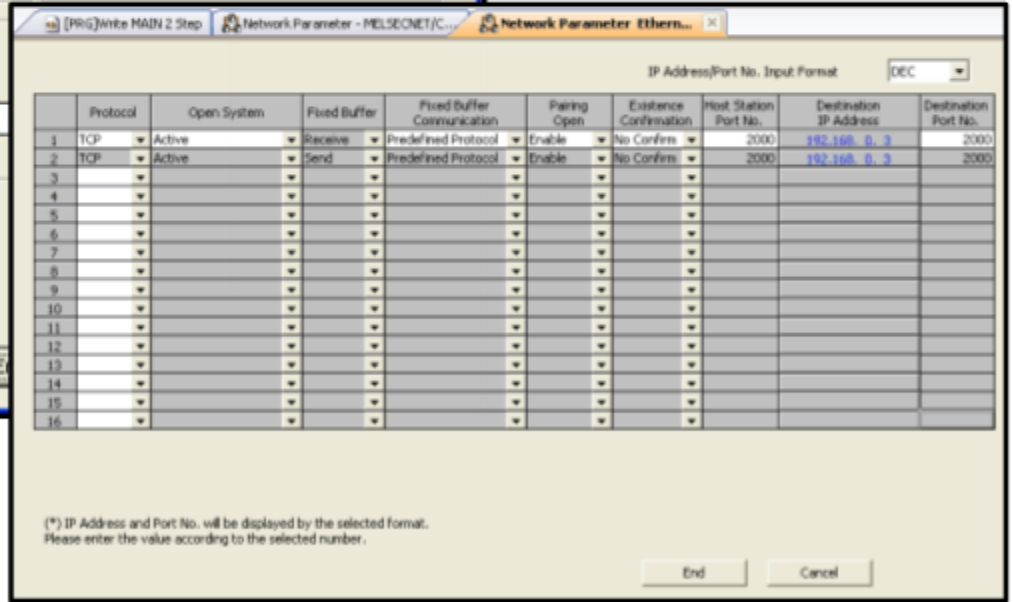 [PRG]Write MAIN 2 Step Network Parameter - MELSECNET/C... Network Parameter Ethern...
IP Address/Port No. Input Format DEC
Protocol Open System Fixed Buffer Fixed Buffer Communication Pairing Open Existence Confirmation Host Station Port No. Destination IP Address Destination Port No.
1 TCP Active Receive Predefined Protocol Enable No Confirm 2000 192.168. 0. 3 2000
2 TCP Active Send Predefined Protocol Enable No Confirm 2000 192.168. 0. 3 2000
3
4
5
6
7
8
9
10
11
12
13
14
15
16
(*) IP Address and Port No. will be displayed by the selected format.
Please enter the value according to the selected number.
End Cancel